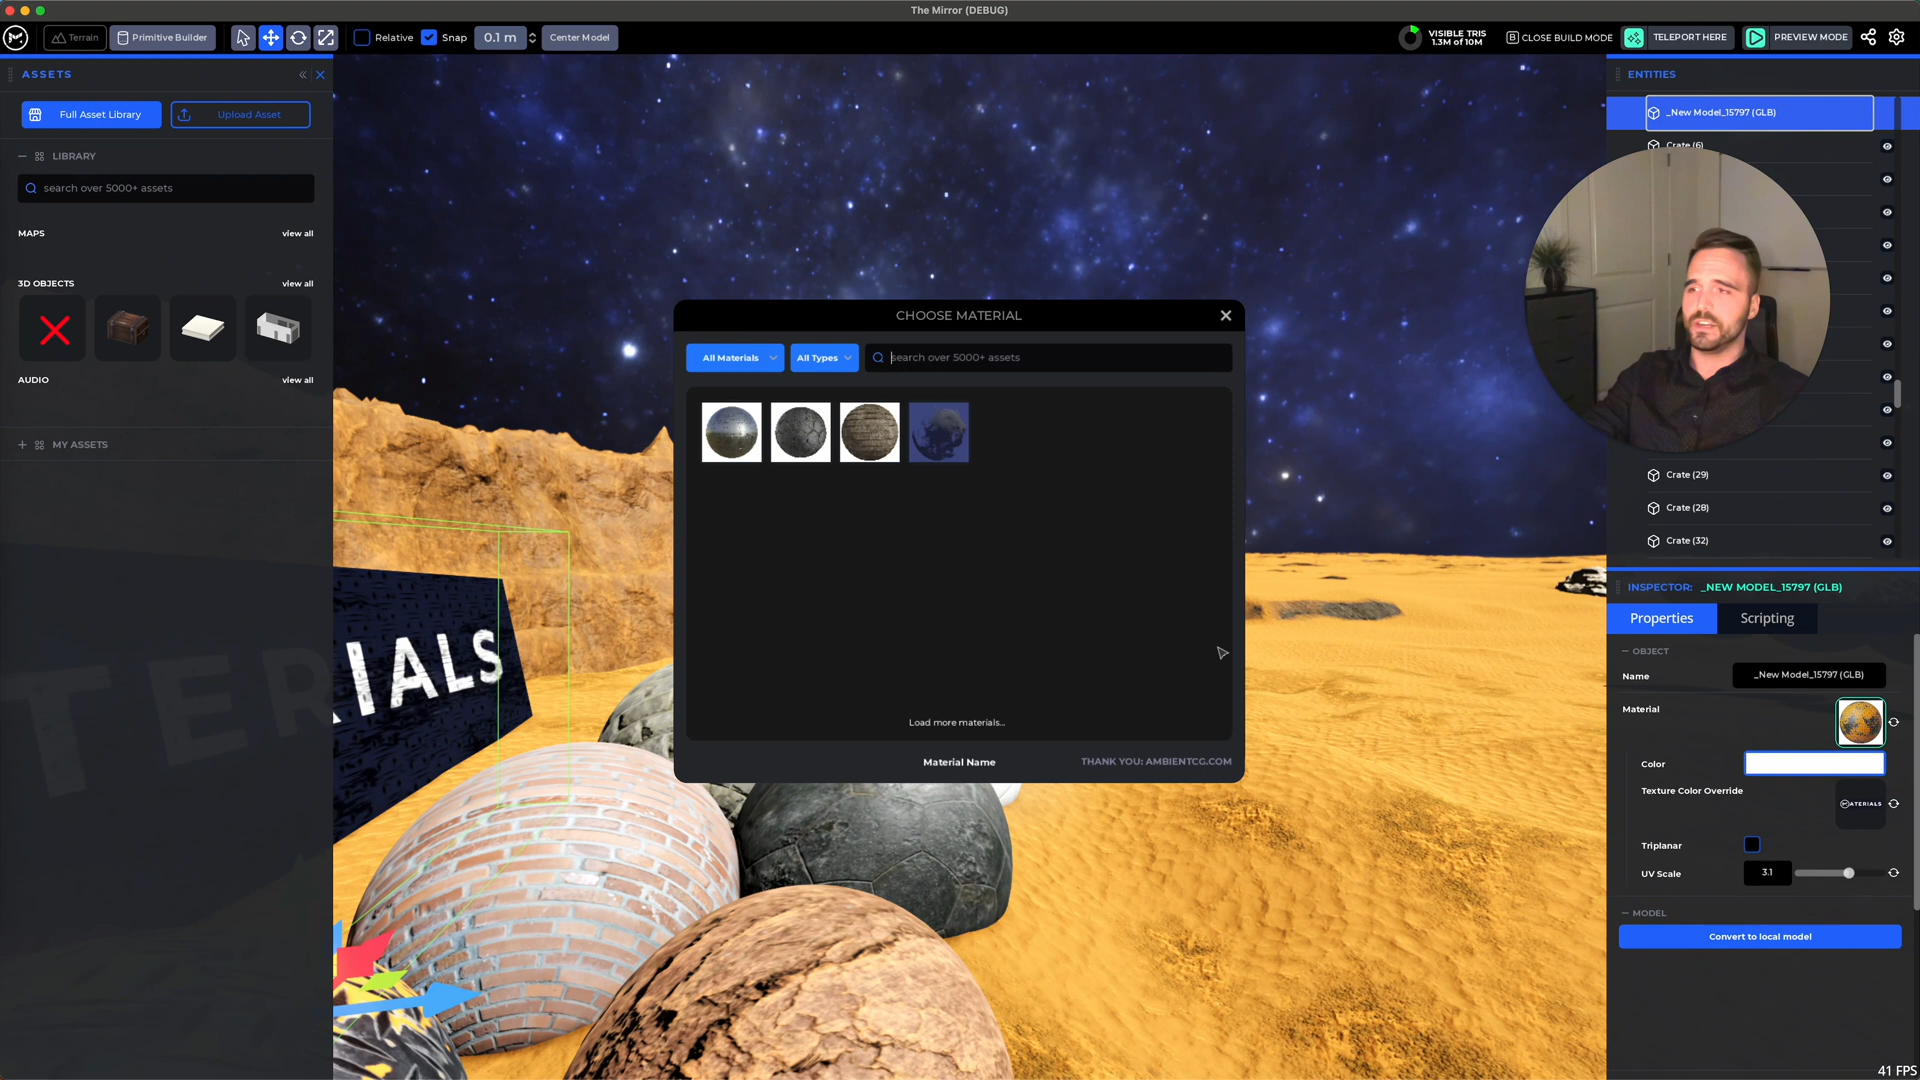 The Mirror (DEBUG)
Terrain
Primitive Builder
Relative
Snap
0.1 m
Center Model
VISIBLE TRIS
1.3M of 10M
B CLOSE BUILD MODE
TELEPORT HERE
PREVIEW MODE
ASSETS
Full Asset Library
Upload Asset
LIBRARY
search over 5000+ assets
MAPS
view all
3D OBJECTS
view all
AUDIO
view all
MY ASSETS
TERIALS
CHOOSE MATERIAL
All Materials
All Types
search over 5000+ assets
Load more materials...
Material Name
THANK YOU: AMBIENTCG.COM
ENTITIES
_New Model_15797 (GLB)
Crate (6)
Crate (29)
Crate (28)
Crate (32)
INSPECTOR: _NEW MODEL_15797 (GLB)
Properties
Scripting
OBJECT
Name
_New Model_15797 (GLB)
Material
Color
Texture Color Override
MATERIALS
Triplanar
UV Scale
3.1
MODEL
Convert to local model
41 FPS